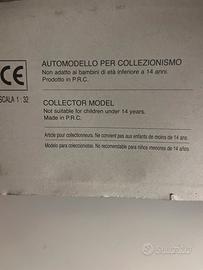 CE
SCALA 1:32
AUTOMODELLO PER COLLEZIONISMO
Non adatto ai bambini di età inferiore a 14 anni.
Prodotto in P.R.C.
COLLECTOR MODEL
Not suitable for children under 14 years.
Made in P.R.C.
Article pour collectionneurs. Ne convient pas aux enfants de moins de 14 ans.
Modelo para coleccionistas. No recomendable para niños menores de 14 años
subito.it